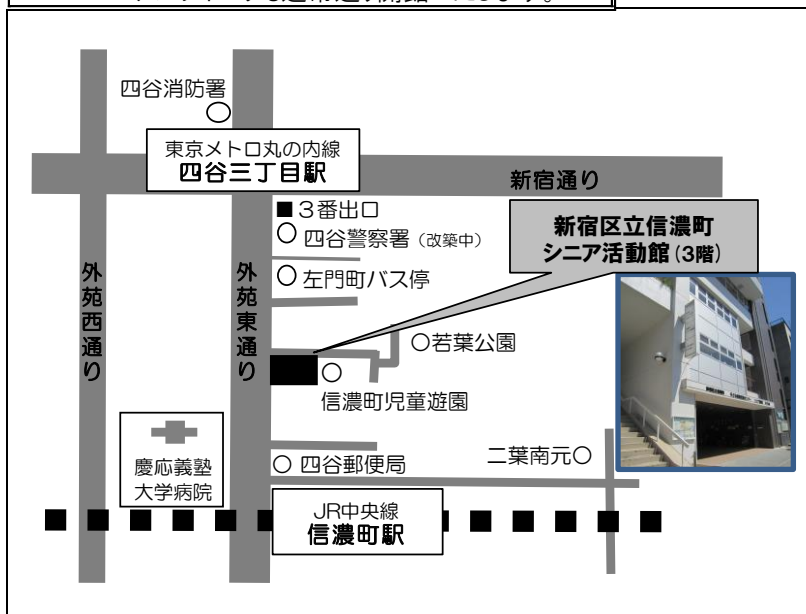 四谷消防署
東京メトロ丸の内線
四谷三丁目駅
新宿通り
■3番出口
○ 四谷警察署 (改築中)
新宿区立信濃町
シニア活動館(3階)
外苑西通り
外苑東通り
○ 左門町バス停
○若葉公園
○
信濃町児童遊園
慶応義塾
大学病院
○ 四谷郵便局
二葉南元○
JR中央線
信濃町駅